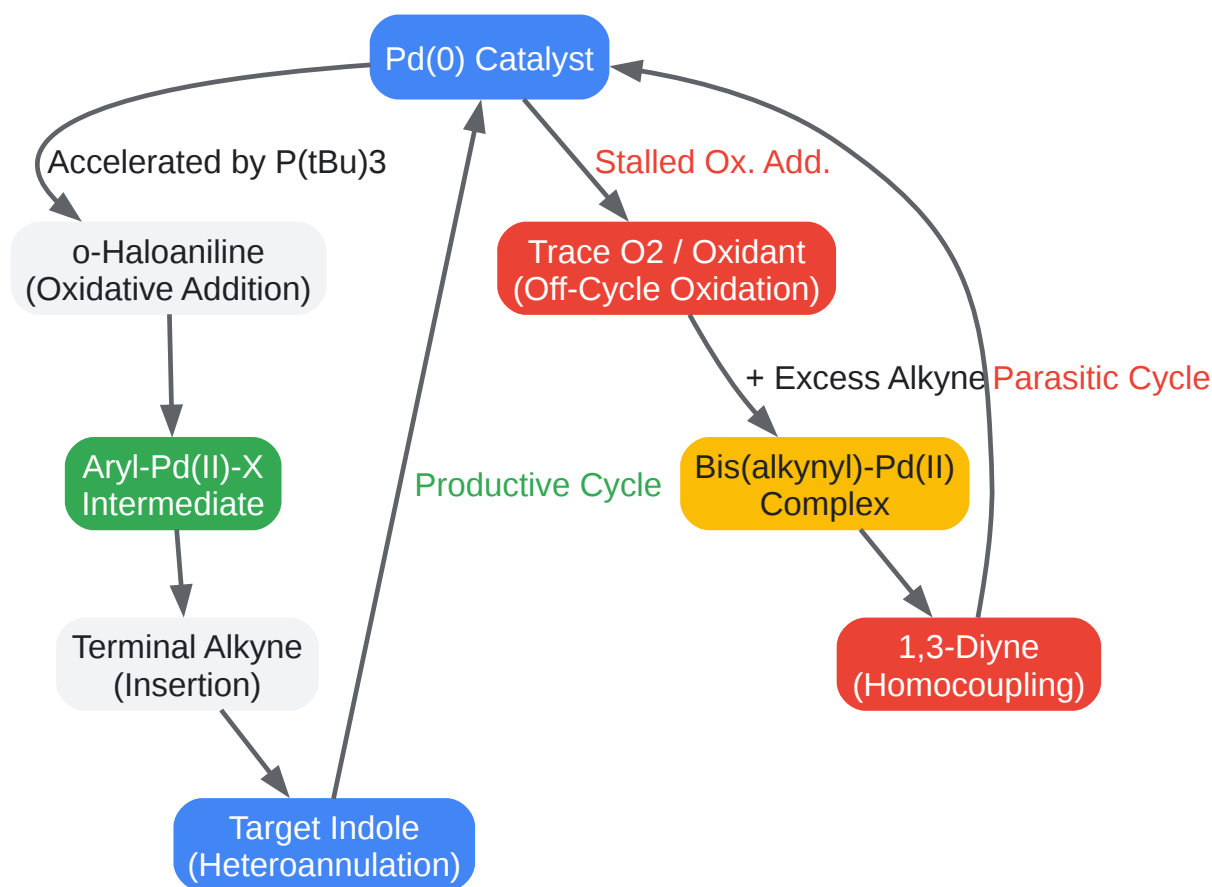 Pd(0) Catalyst
Accelerated by P(tBu)3
Stalled Ox. Add.
o-Haloaniline
(Oxidative Addition)
Trace O2 / Oxidant
(Off-Cycle Oxidation)
+ Excess Alkyne
Parasitic Cycle
Aryl-Pd(II)-X
Intermediate
Productive Cycle
Bis(alkynyl)-Pd(II)
Complex
Terminal Alkyne
(Insertion)
1,3-Diyne
(Homocoupling)
Target Indole
(Heteroannulation)